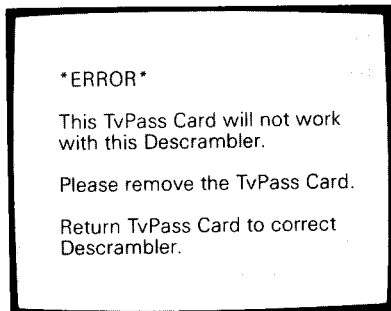 *ERROR*
This TvPass Card will not work
with this Descrambler.
Please remove the TvPass Card.
Return TvPass Card to correct
Descrambler.